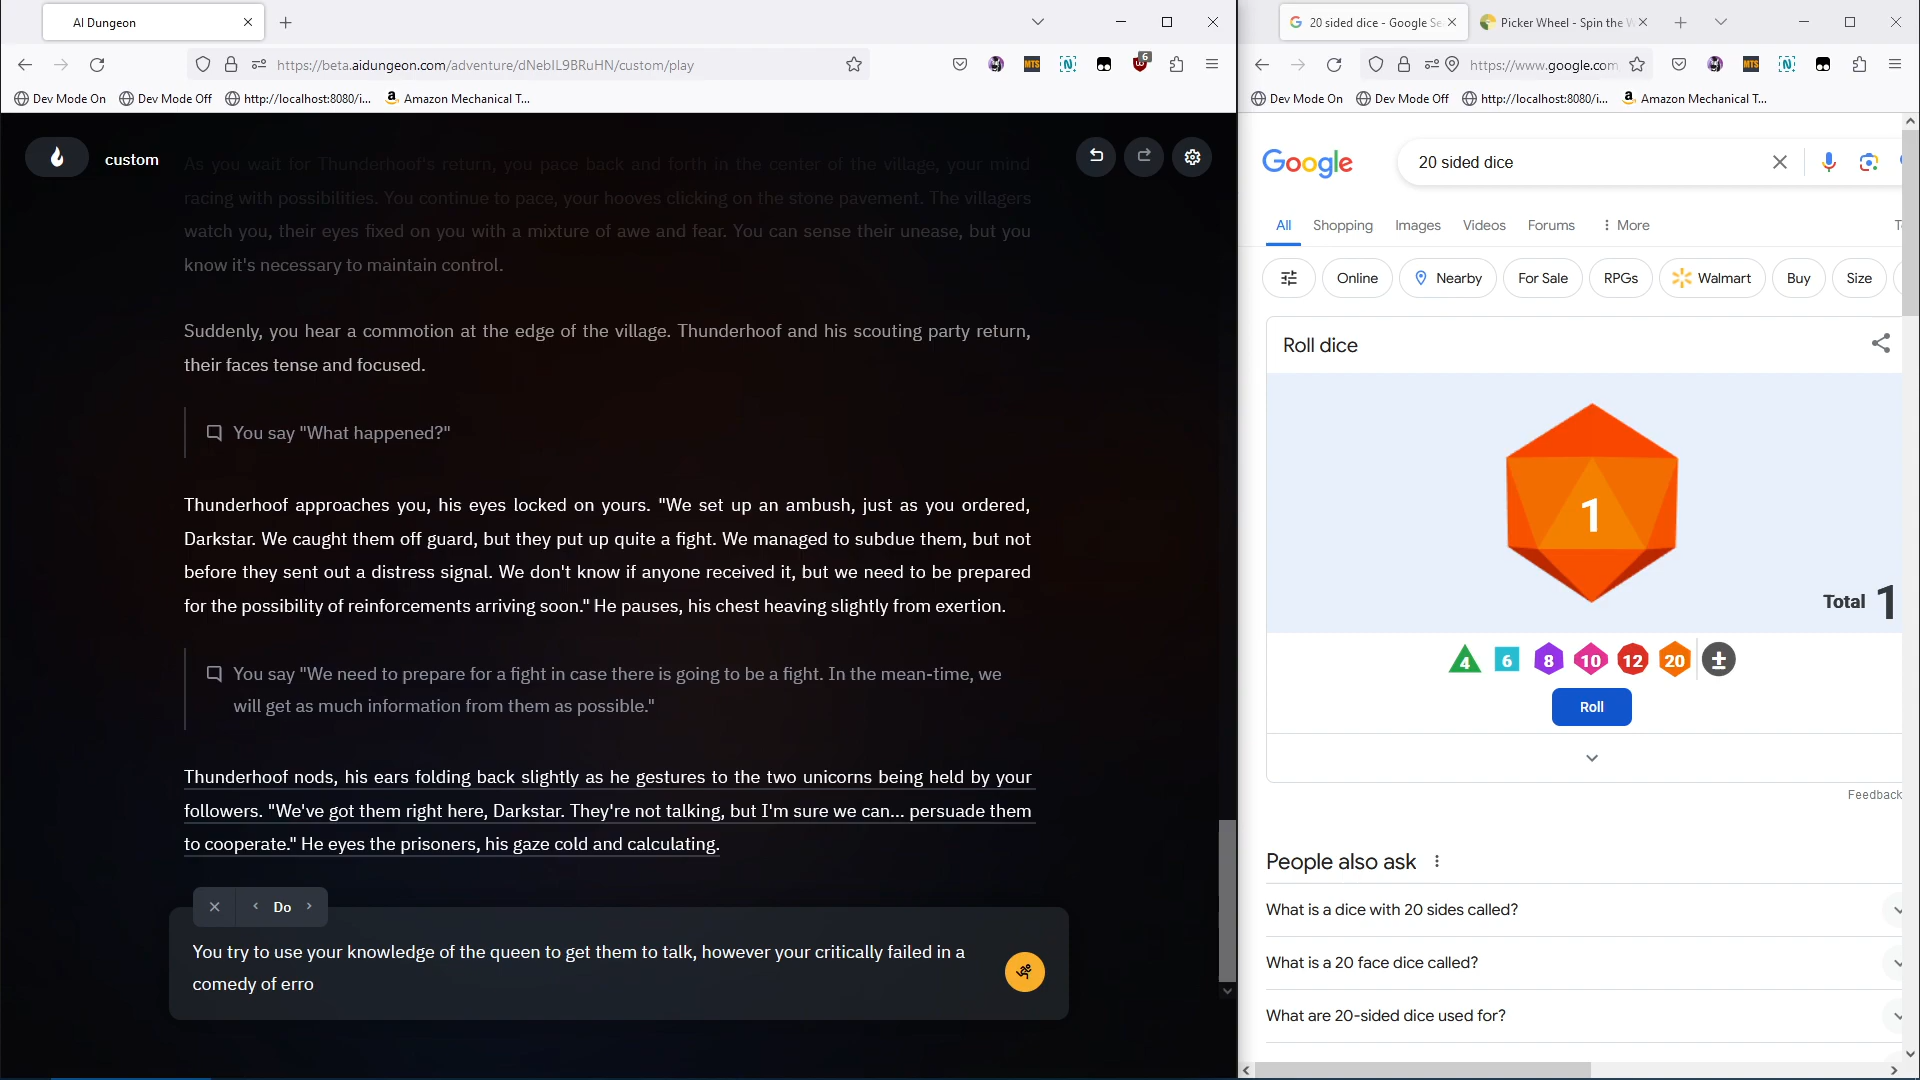 AI Dungeon
https://beta.aidungeon.com/adventure/dNebIL9BRuHN/custom/play
MTS
N
6
Dev Mode On
Dev Mode Off
http://localhost:8080/i...
Amazon Mechanical T...
custom
As you wait for Thunderhoof's return, you pace back and forth in the center of the village, your mind
racing with possibilities. You continue to pace, your hooves clicking on the stone pavement. The villagers
watch you, their eyes fixed on you with a mixture of awe and fear. You can sense their unease, but you
know it's necessary to maintain control.
Suddenly, you hear a commotion at the edge of the village. Thunderhoof and his scouting party return,
their faces tense and focused.
You say "What happened?"
Thunderhoof approaches you, his eyes locked on yours. "We set up an ambush, just as you ordered,
Darkstar. We caught them off guard, but they put up quite a fight. We managed to subdue them, but not
before they sent out a distress signal. We don't know if anyone received it, but we need to be prepared
for the possibility of reinforcements arriving soon." He pauses, his chest heaving slightly from exertion.
You say "We need to prepare for a fight in case there is going to be a fight. In the mean-time, we
will get as much information from them as possible."
Thunderhoof nods, his ears folding back slightly as he gestures to the two unicorns being held by your
followers. "We've got them right here, Darkstar. They're not talking, but I'm sure we can... persuade them
to cooperate." He eyes the prisoners, his gaze cold and calculating.
Do
You try to use your knowledge of the queen to get them to talk, however your critically failed in a
comedy of erro
20 sided dice - Google Se
Picker Wheel - Spin the W
https://www.google.com
MTS
N
Dev Mode On
Dev Mode Off
http://localhost:8080/i...
Amazon Mechanical T...
Google
20 sided dice
All
Shopping
Images
Videos
Forums
More
T
Online
Nearby
For Sale
RPGs
Walmart
Buy
Size
Roll dice
1
Total 1
4
6
8
10
12
20
Roll
Feedback
People also ask
What is a dice with 20 sides called?
What is a 20 face dice called?
What are 20-sided dice used for?